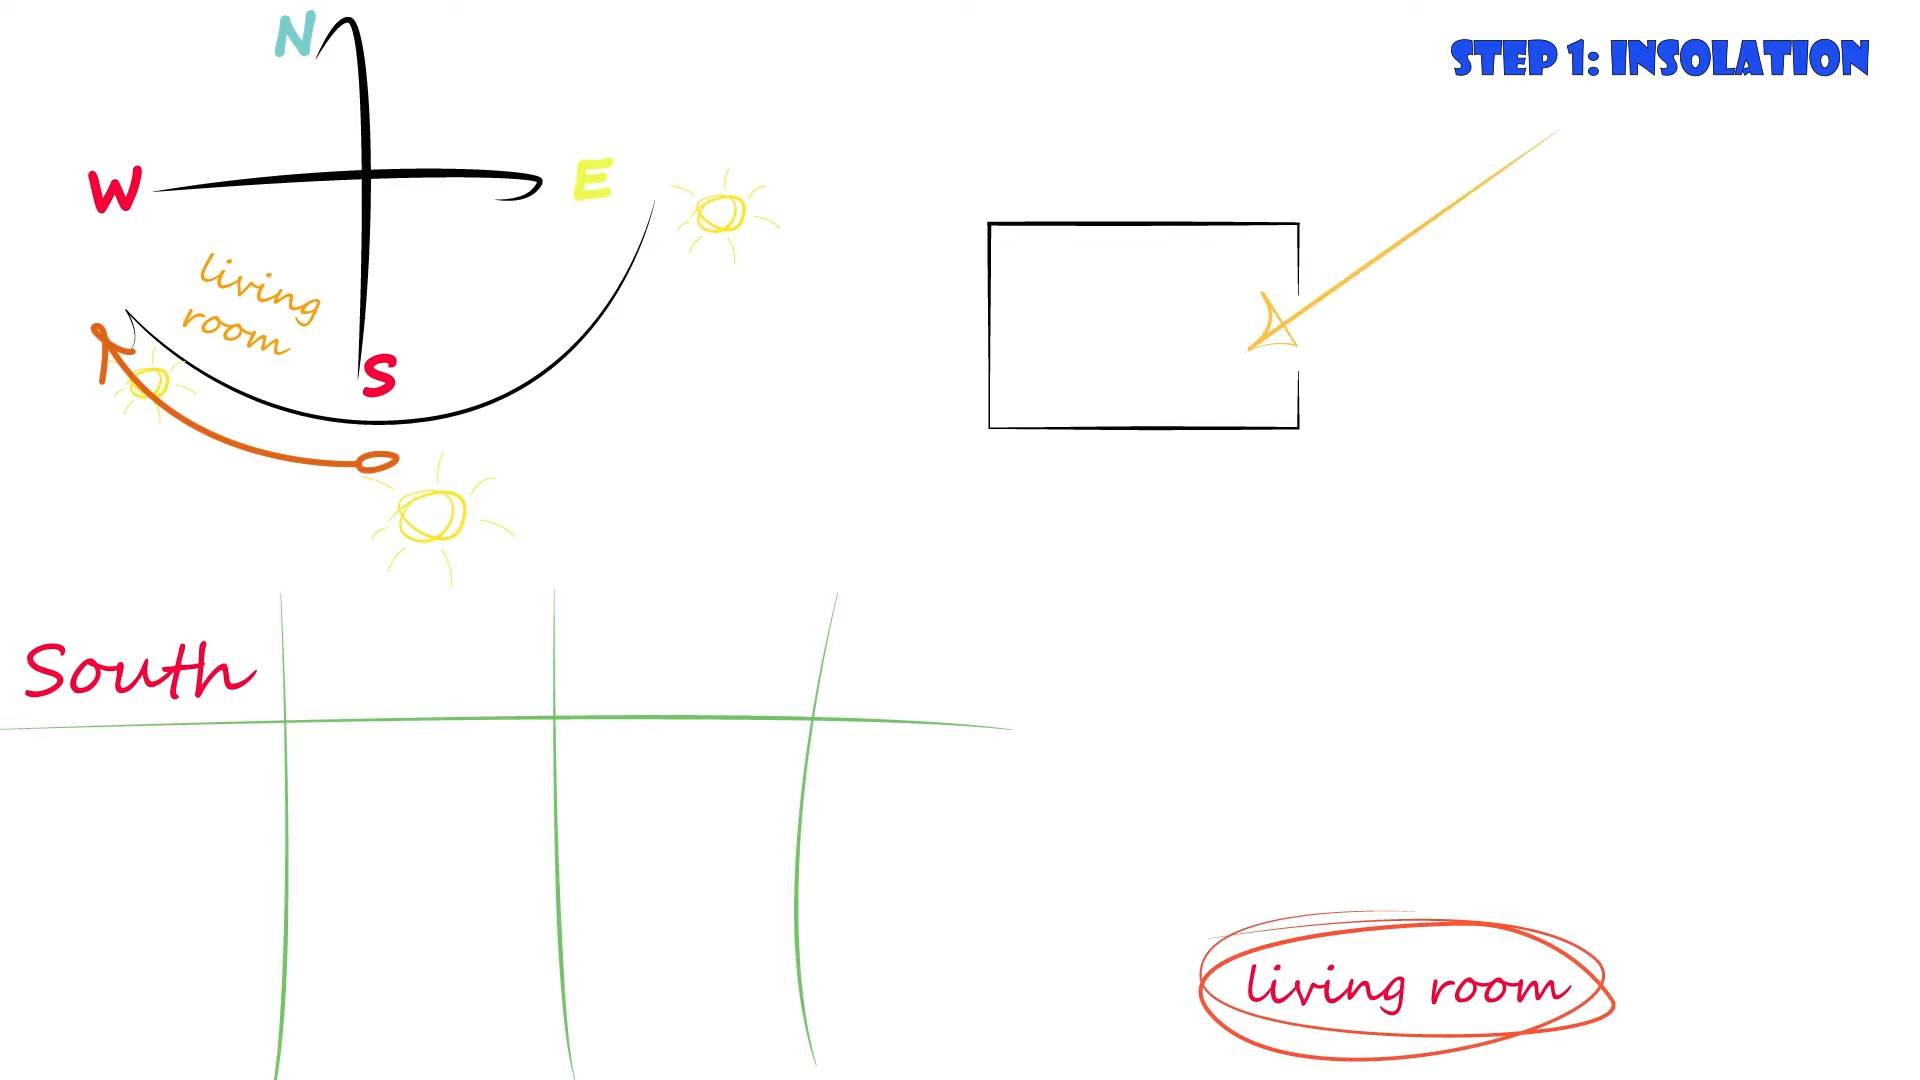 N
STEP 1: INSOLATION
W
E
living
room
S
South
living room